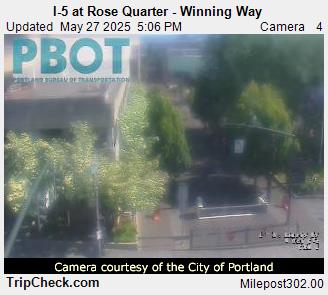 I-5 at Rose Quarter - Winning Way
Updated May 27 2025 5:06 PM Camera 4
PBOT
PORTLAND BUREAU OF TRANSPORTATION
Camera courtesy of the City of Portland
TripCheck.com Milepost302.00